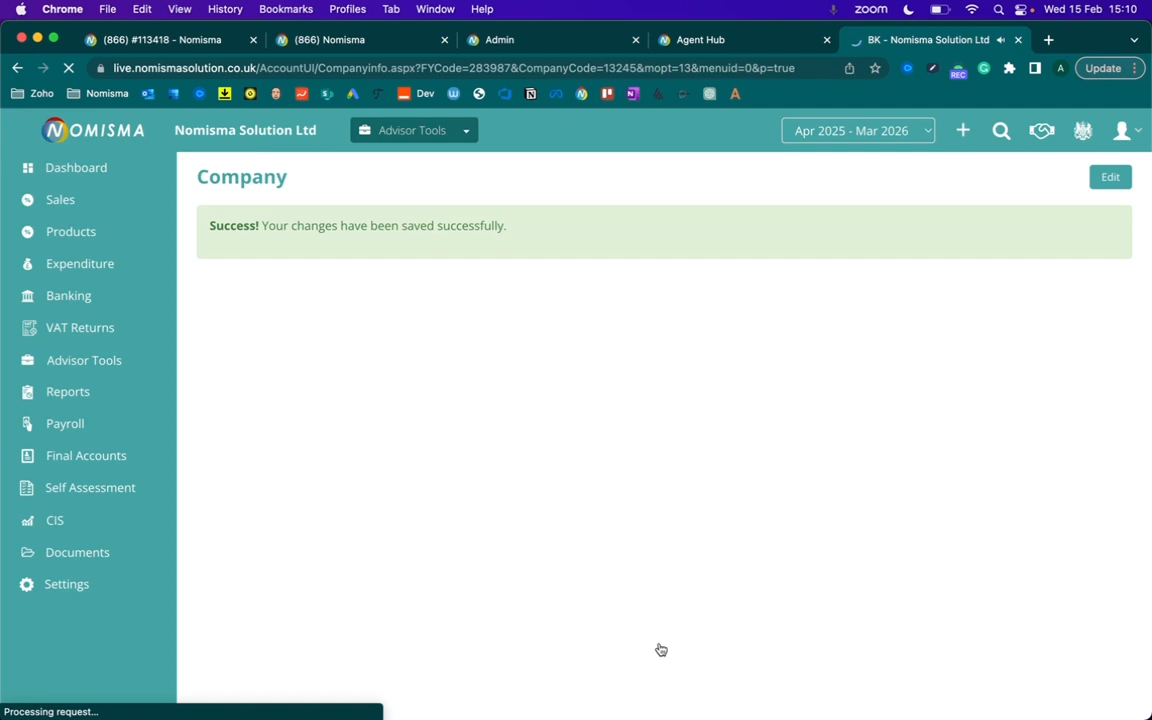 Chrome File Edit View History Bookmarks Profiles Tab Window Help zoom Wed 15 Feb 15:10
(866) #113418 - Nomisma (866) Nomisma Admin Agent Hub BK - Nomisma Solution Ltd
live.nomismasolution.co.uk/AccountUI/Companyinfo.aspx?FYCode=283987&CompanyCode=13245&mopt=13&menuid=0&p=true REC A Update
Zoho Nomisma Dev
NOMISMA Nomisma Solution Ltd Advisor Tools Apr 2025 - Mar 2026
Dashboard
Sales
Products
Expenditure
Banking
VAT Returns
Advisor Tools
Reports
Payroll
Final Accounts
Self Assessment
CIS
Documents
Settings
Company Edit
Success! Your changes have been saved successfully.
Processing request...